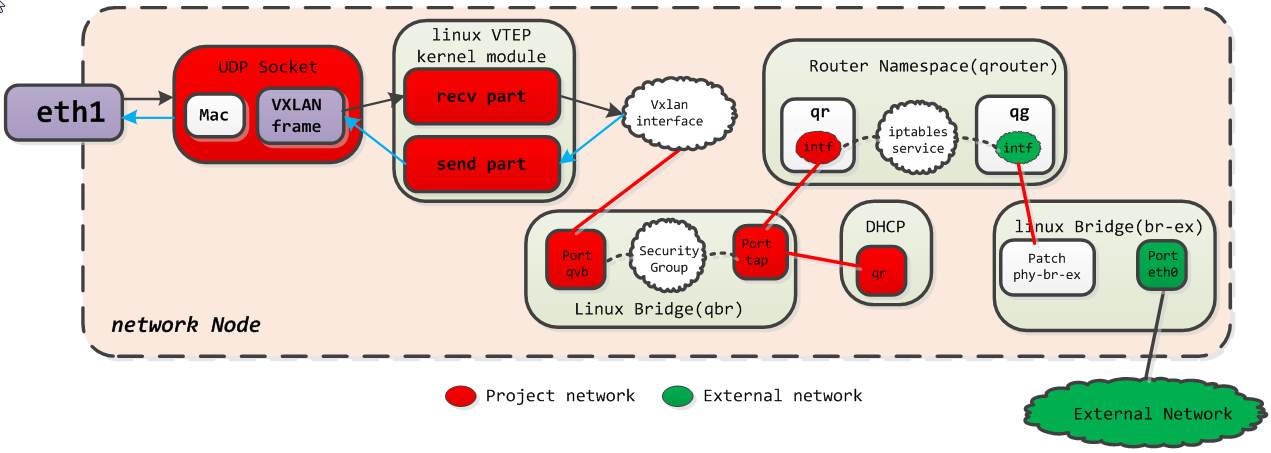 eth1
UDP Socket
Mac
VXLAN
frame
linux VTEP
kernel module
recv part
send part
Vxlan
interface
Router Namespace(qrouter)
qr
intf
iptables
service
qg
intf
Port
qvb
Security
Group
Port
tap
Linux Bridge(qbr)
DHCP
qr
linux Bridge(br-ex)
Patch
phy-br-ex
Port
eth0
network Node
Project network
External network
External Network